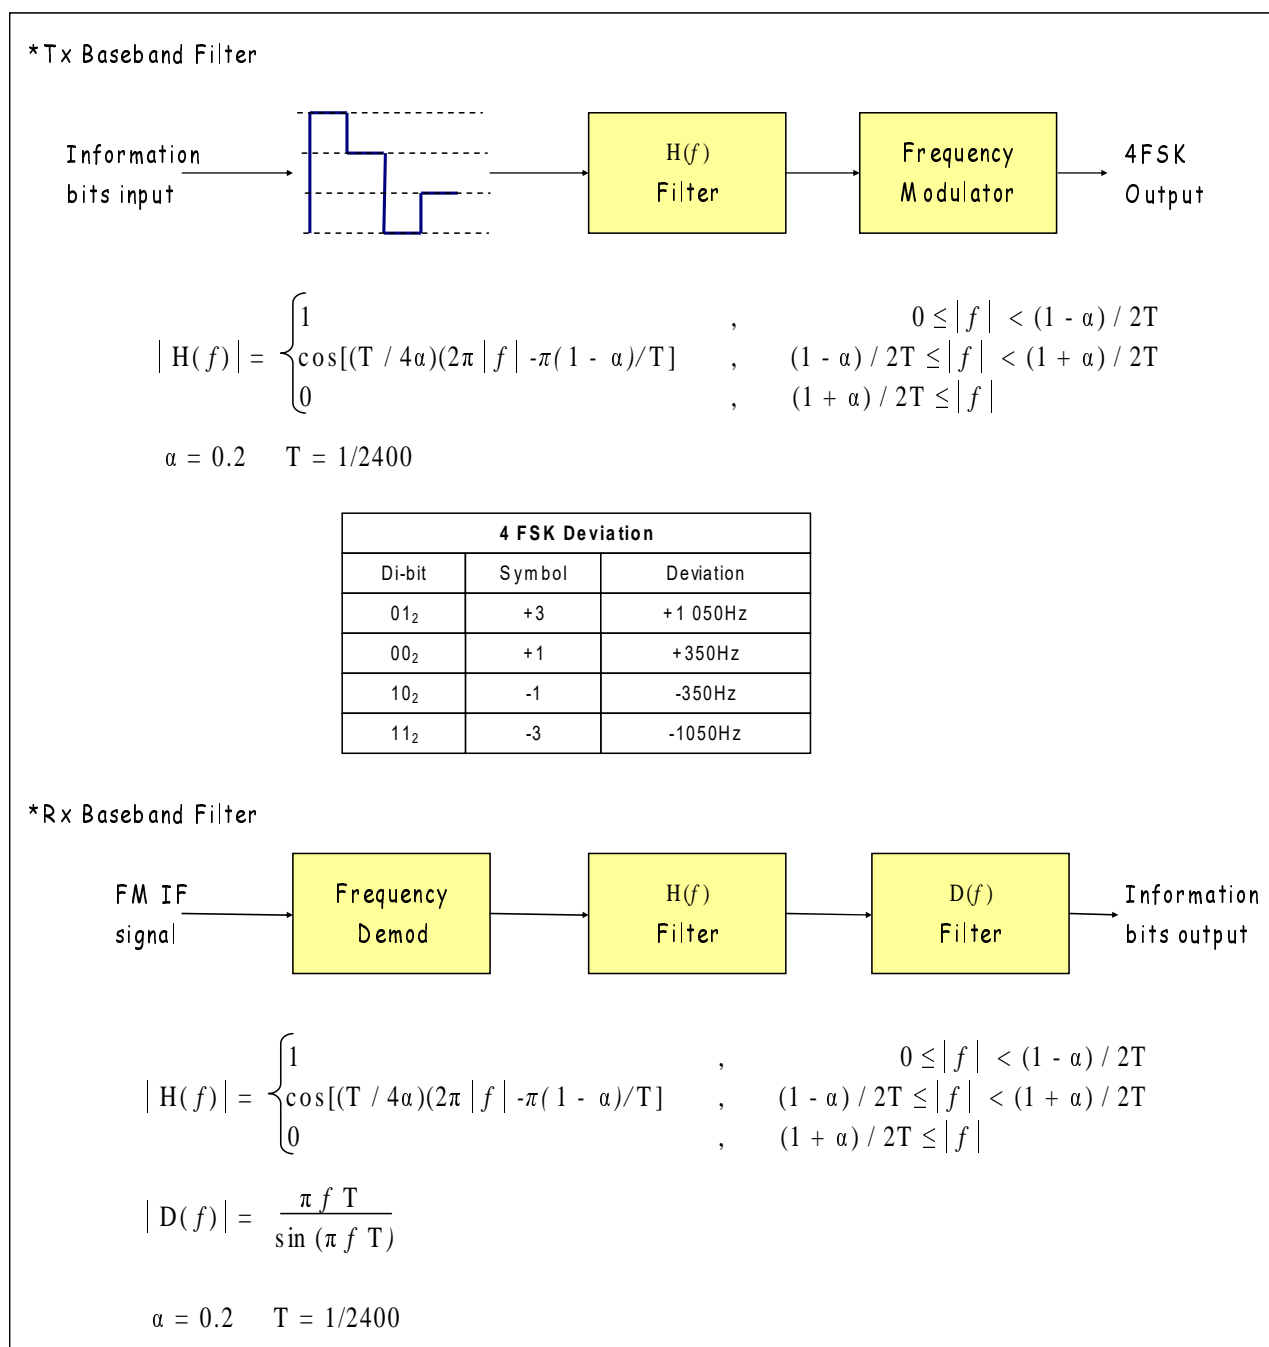 *Tx Baseband Filter
Information
bits input
H(f)
Filter
Frequency
Modulator
4FSK
Output
| H(f) | =
1 , 0 ≤ | f | < (1 - α) / 2T
cos[(T / 4α)(2π | f | -π(1 - α)/T] , (1 - α) / 2T ≤ | f | < (1 + α) / 2T
0 , (1 + α) / 2T ≤ | f |
α = 0.2 T = 1/2400
4 FSK Deviation
Di-bit Symbol Deviation
01₂ +3 +1 050Hz
00₂ +1 +350Hz
10₂ -1 -350Hz
11₂ -3 -1050Hz
*Rx Baseband Filter
FM IF
signal
Frequency
Demod
H(f)
Filter
D(f)
Filter
Information
bits output
| H(f) | =
1 , 0 ≤ | f | < (1 - α) / 2T
cos[(T / 4α)(2π | f | -π( 1 - α)/T] , (1 - α) / 2T ≤ | f | < (1 + α) / 2T
0 , (1 + α) / 2T ≤ | f |
| D(f) | =
π f T
sin (π f T)
α = 0.2 T = 1/2400